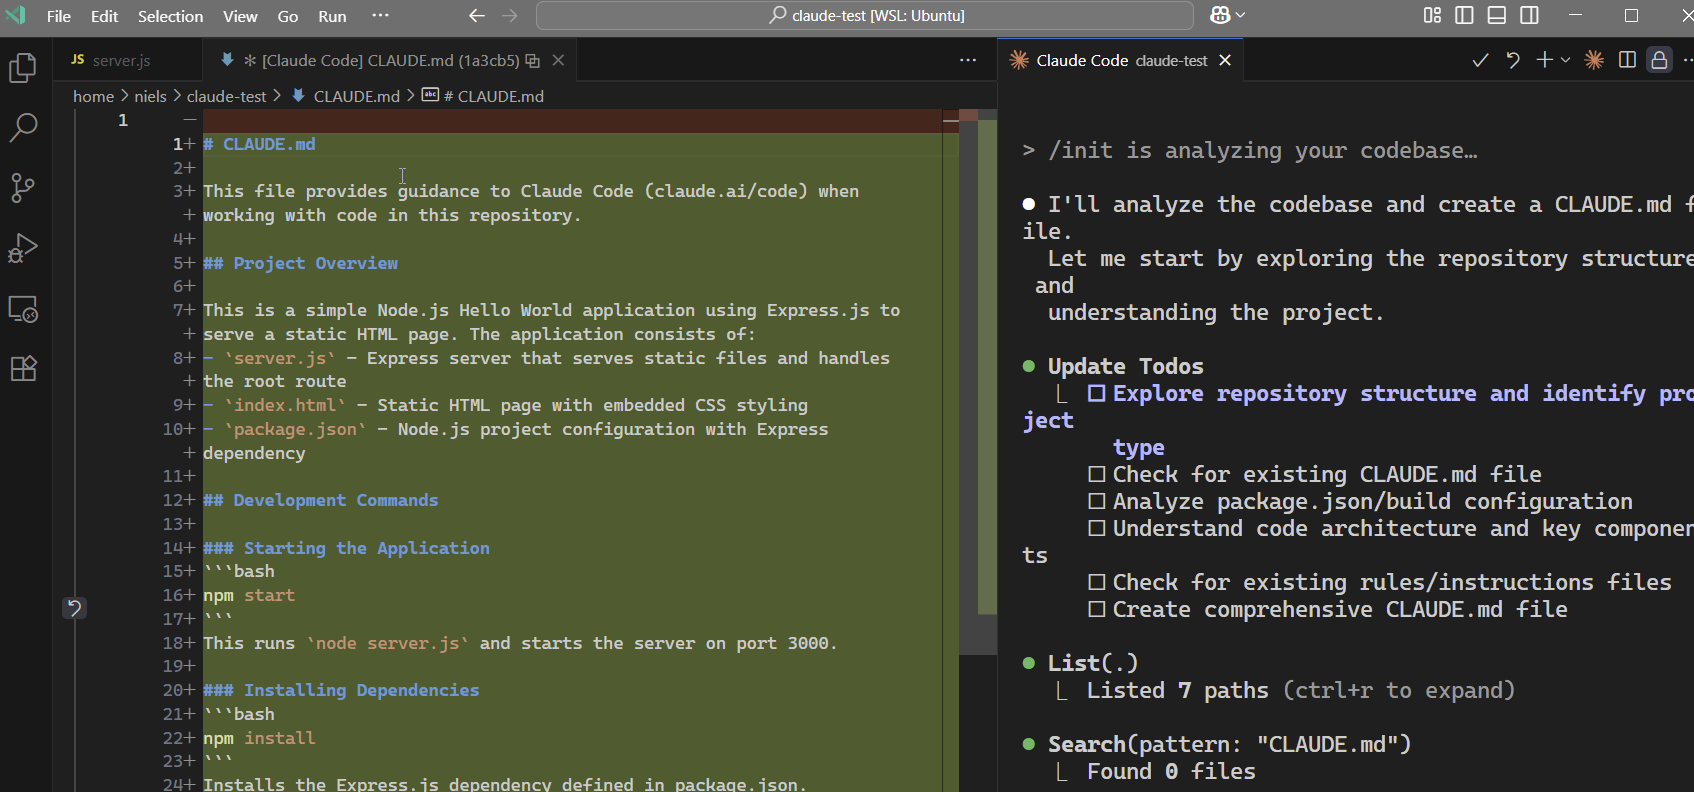 File Edit Selection View Go Run ··· claude-test [WSL: Ubuntu]
JS server.js [Claude Code] CLAUDE.md (1a3cb5) ···
home > niels > claude-test > CLAUDE.md > abc # CLAUDE.md
1 —
1+ # CLAUDE.md
2+
3+ This file provides guidance to Claude Code (claude.ai/code) when
+ working with code in this repository.
4+
5+ ## Project Overview
6+
7+ This is a simple Node.js Hello World application using Express.js to
+ serve a static HTML page. The application consists of:
8+ - `server.js` - Express server that serves static files and handles
+ the root route
9+ - `index.html` - Static HTML page with embedded CSS styling
10+ - `package.json` - Node.js project configuration with Express
+ dependency
11+
12+ ## Development Commands
13+
14+ ### Starting the Application
15+ ```bash
16+ npm start
17+ ```
18+ This runs `node server.js` and starts the server on port 3000.
19+
20+ ### Installing Dependencies
21+ ```bash
22+ npm install
23+ ```
24+ Installs the Express.js dependency defined in package.json.
Claude Code claude-test
> /init is analyzing your codebase…
● I'll analyze the codebase and create a CLAUDE.md f
ile.
Let me start by exploring the repository structure
and
understanding the project.
● Update Todos
⎿ ☐ Explore repository structure and identify pro
ject
type
☐ Check for existing CLAUDE.md file
☐ Analyze package.json/build configuration
☐ Understand code architecture and key componen
ts
☐ Check for existing rules/instructions files
☐ Create comprehensive CLAUDE.md file
● List(.)
⎿ Listed 7 paths (ctrl+r to expand)
● Search(pattern: "CLAUDE.md")
⎿ Found 0 files